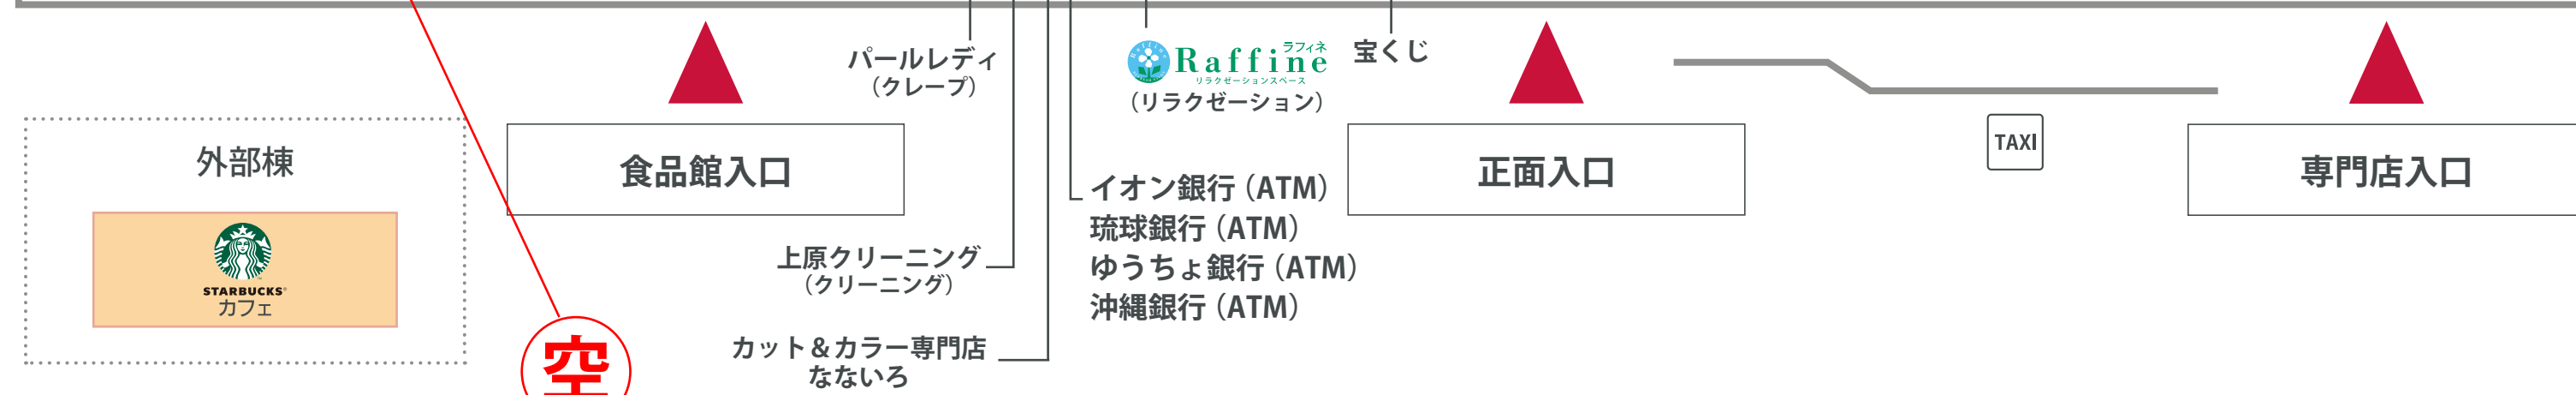 パールレディ
（クレープ）
Raffine
ラフィネ
Raffine
リラクゼーションスペース
（リラクゼーション）
宝くじ
外部棟
STARBUCKS®
カフェ
食品館入口
正面入口
TAXI
専門店入口
イオン銀行（ATM）
琉球銀行（ATM）
ゆうちょ銀行（ATM）
沖縄銀行（ATM）
上原クリーニング
（クリーニング）
カット＆カラー専門店
なないろ
空